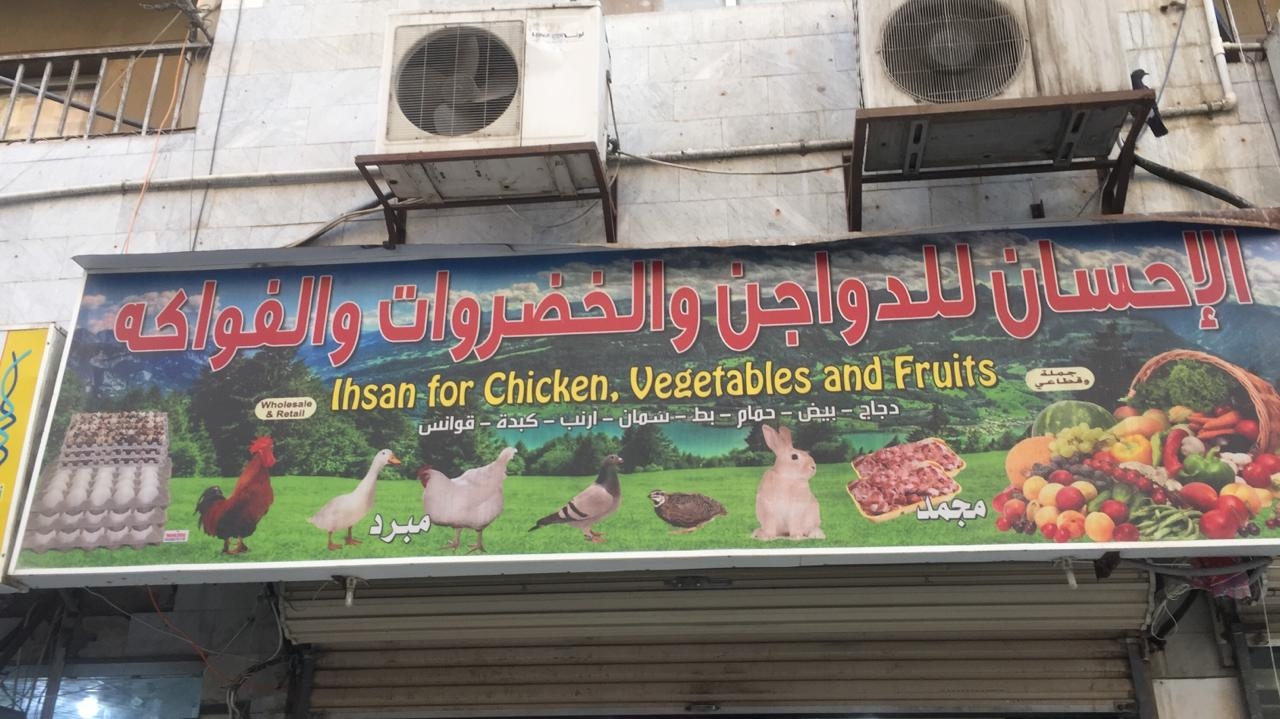 الإحسان للدواجن والخضروات والفواكه
Ihsan for Chicken, Vegetables and Fruits
Wholesale
& Retail
جملة
وقطاعي
دجاج - بيض - حمام - بط - سمان - ارنب - كبدة - قوانس
مبرد
مجمد